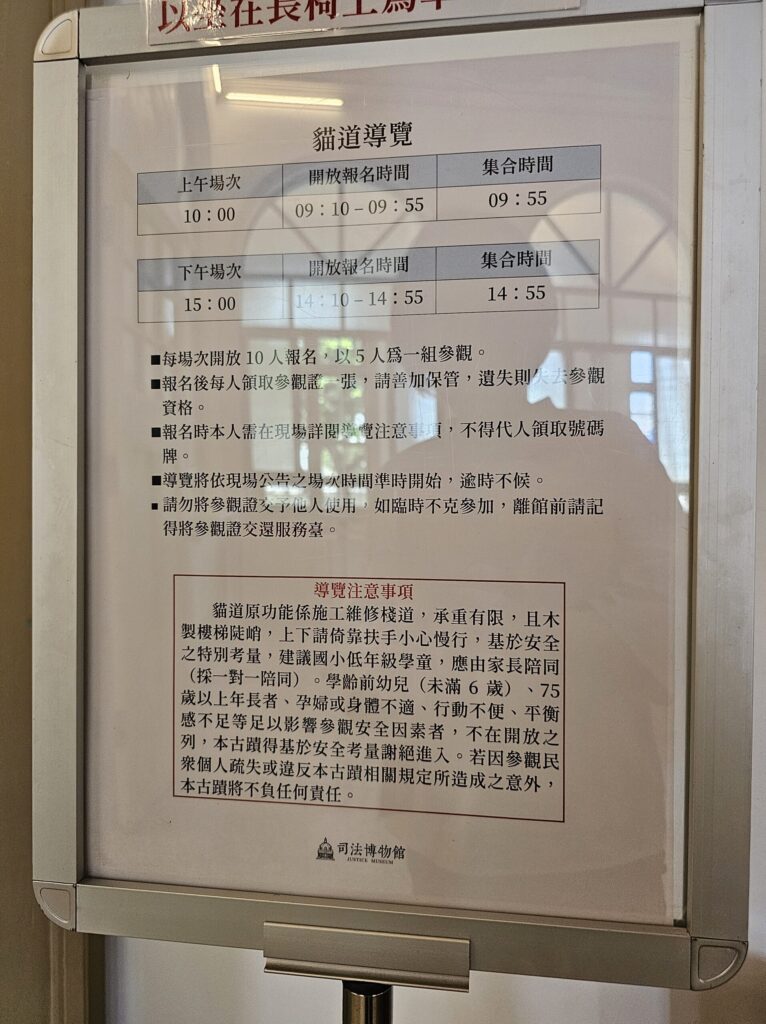 以坐在長椅上為準
貓道導覽
上午場次 開放報名時間 集合時間
10：00 09：10 – 09：55 09：55
下午場次 開放報名時間 集合時間
15：00 14：10 – 14：55 14：55
■每場次開放 10 人報名，以 5 人爲一組參觀。
■報名後每人領取參觀證一張，請善加保管，遺失則失去參觀
資格。
■報名時本人需在現場詳閱導覽注意事項，不得代人領取號碼
牌。
■導覽將依現場公告之場次時間準時開始，逾時不候。
■請勿將參觀證交予他人使用，如臨時不克參加，離館前請記
得將參觀證交還服務臺。
導覽注意事項
貓道原功能係施工維修棧道，承重有限，且木
製樓梯陡峭，上下請倚靠扶手小心慢行，基於安全
之特別考量，建議國小低年級學童，應由家長陪同
（採一對一陪同）。學齡前幼兒（未滿 6 歲）、75
歲以上年長者、孕婦或身體不適、行動不便、平衡
感不足等足以影響參觀安全因素者，不在開放之
列，本古蹟得基於安全考量謝絕進入。若因參觀民
衆個人疏失或違反本古蹟相關規定所造成之意外，
本古蹟將不負任何責任。
司法博物館
JUSTICE MUSEUM